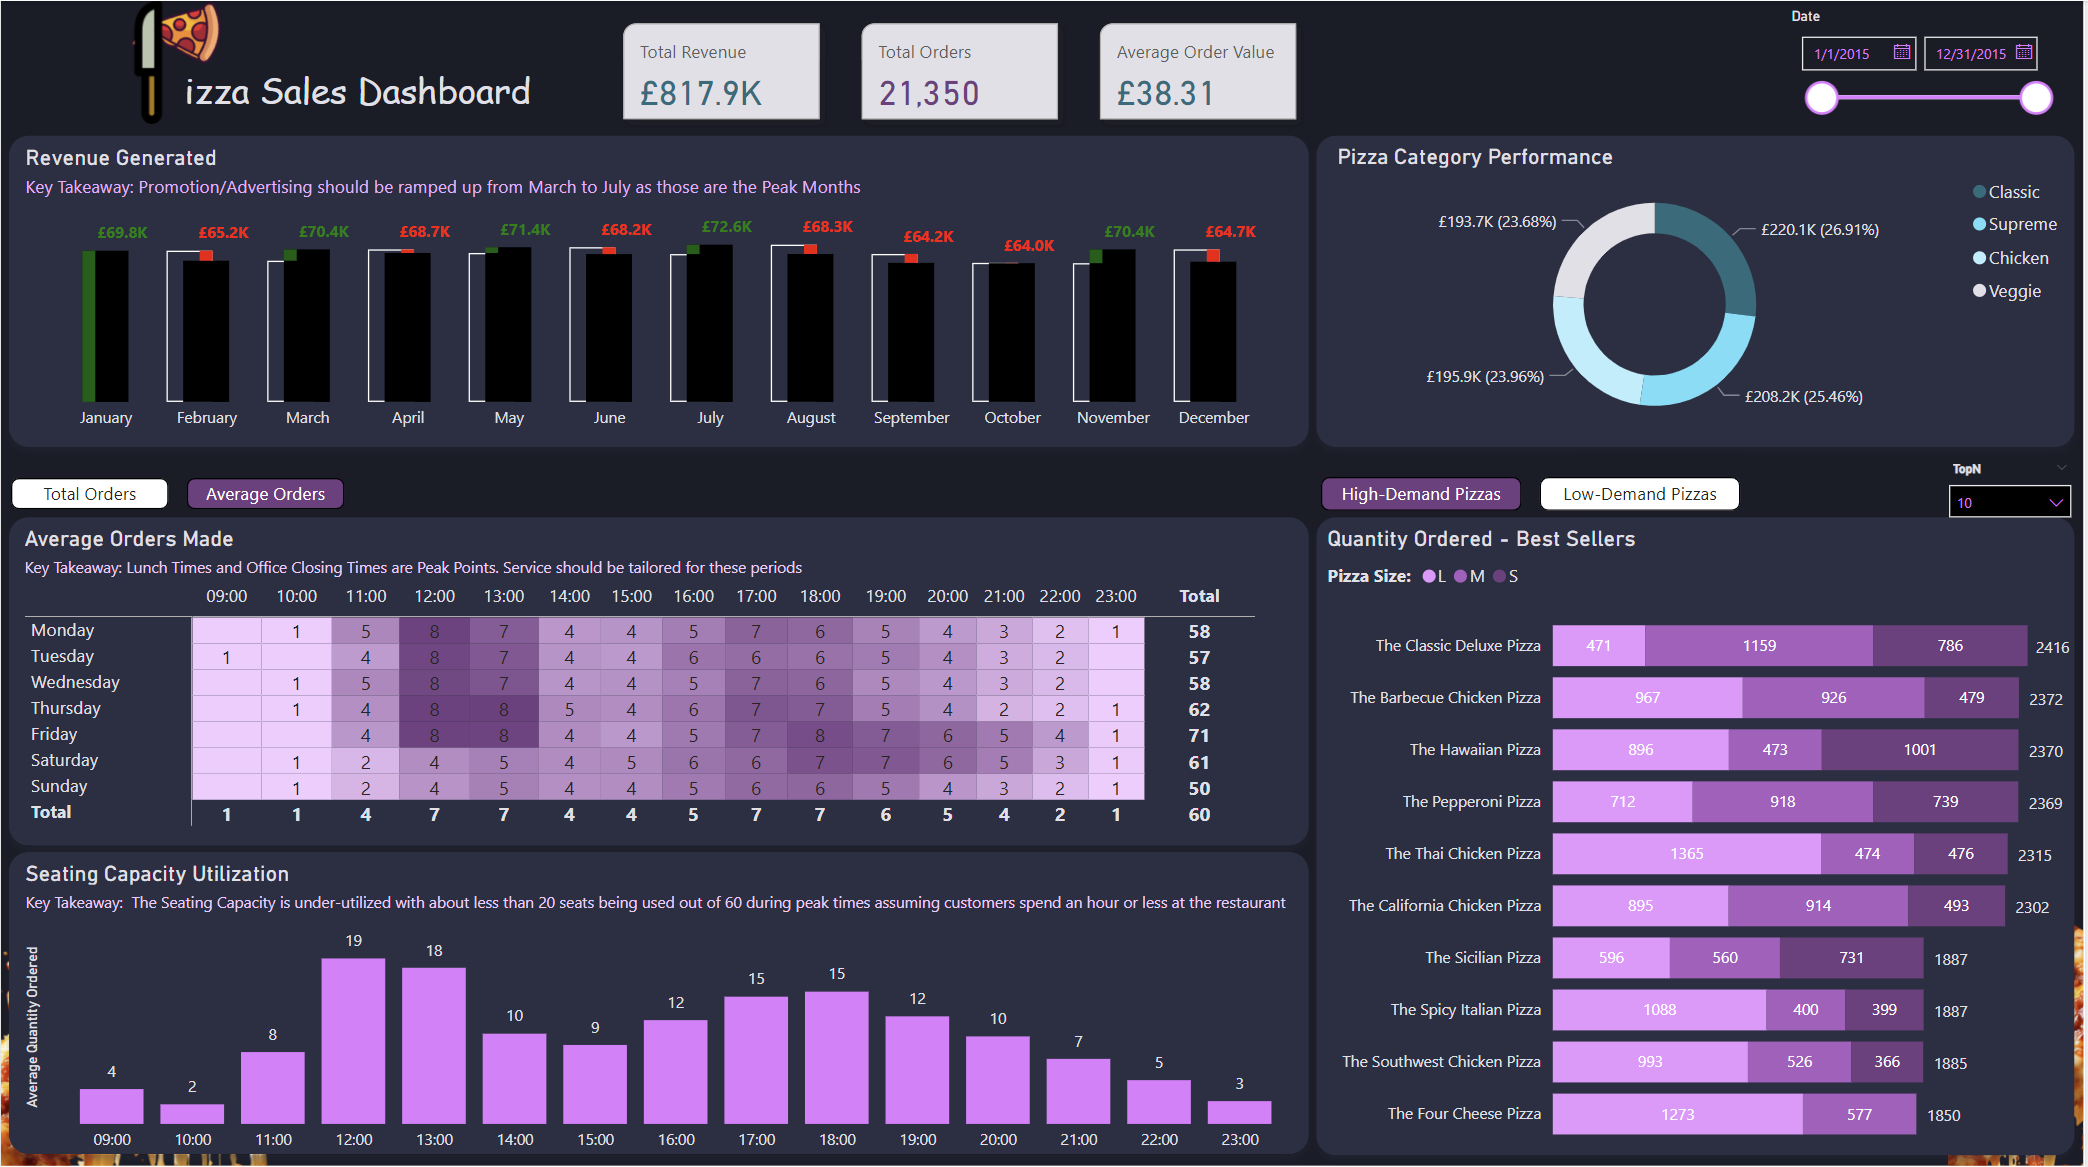 izza Sales Dashboard
Total Revenue
£817.9K
Total Orders
21,350
Average Order Value
£38.31
Date
1/1/2015 12/31/2015
Revenue Generated
Key Takeaway: Promotion/Advertising should be ramped up from March to July as those are the Peak Months
£69.8K £65.2K £70.4K £68.7K £71.4K £68.2K £72.6K £68.3K £64.2K £64.0K £70.4K £64.7K
January February March April May June July August September October November December
Pizza Category Performance
Classic
Supreme
Chicken
Veggie
£193.7K (23.68%)
£220.1K (26.91%)
£195.9K (23.96%)
£208.2K (25.46%)
Total Orders Average Orders
Average Orders Made
Key Takeaway: Lunch Times and Office Closing Times are Peak Points. Service should be tailored for these periods
09:00 10:00 11:00 12:00 13:00 14:00 15:00 16:00 17:00 18:00 19:00 20:00 21:00 22:00 23:00 Total
Monday 1 5 8 7 4 4 5 7 6 5 4 3 2 1 58
Tuesday 1 4 8 7 4 4 6 6 6 5 4 3 2 57
Wednesday 1 5 8 7 4 4 5 7 6 5 4 3 2 58
Thursday 1 4 8 8 5 4 6 7 7 5 4 2 2 1 62
Friday 4 8 8 4 4 5 7 8 7 6 5 4 1 71
Saturday 1 2 4 5 4 5 6 6 7 7 6 5 3 1 61
Sunday 1 2 4 5 4 4 5 6 6 5 4 3 2 1 50
Total 1 1 4 7 7 4 4 5 7 7 6 5 4 2 1 60
Seating Capacity Utilization
Key Takeaway: The Seating Capacity is under-utilized with about less than 20 seats being used out of 60 during peak times assuming customers spend an hour or less at the restaurant
Average Quantity Ordered
4 2 8 19 18 10 9 12 15 15 12 10 7 5 3
09:00 10:00 11:00 12:00 13:00 14:00 15:00 16:00 17:00 18:00 19:00 20:00 21:00 22:00 23:00
High-Demand Pizzas Low-Demand Pizzas
TopN
10
Quantity Ordered - Best Sellers
Pizza Size: L M S
The Classic Deluxe Pizza 471 1159 786 2416
The Barbecue Chicken Pizza 967 926 479 2372
The Hawaiian Pizza 896 473 1001 2370
The Pepperoni Pizza 712 918 739 2369
The Thai Chicken Pizza 1365 474 476 2315
The California Chicken Pizza 895 914 493 2302
The Sicilian Pizza 596 560 731 1887
The Spicy Italian Pizza 1088 400 399 1887
The Southwest Chicken Pizza 993 526 366 1885
The Four Cheese Pizza 1273 577 1850